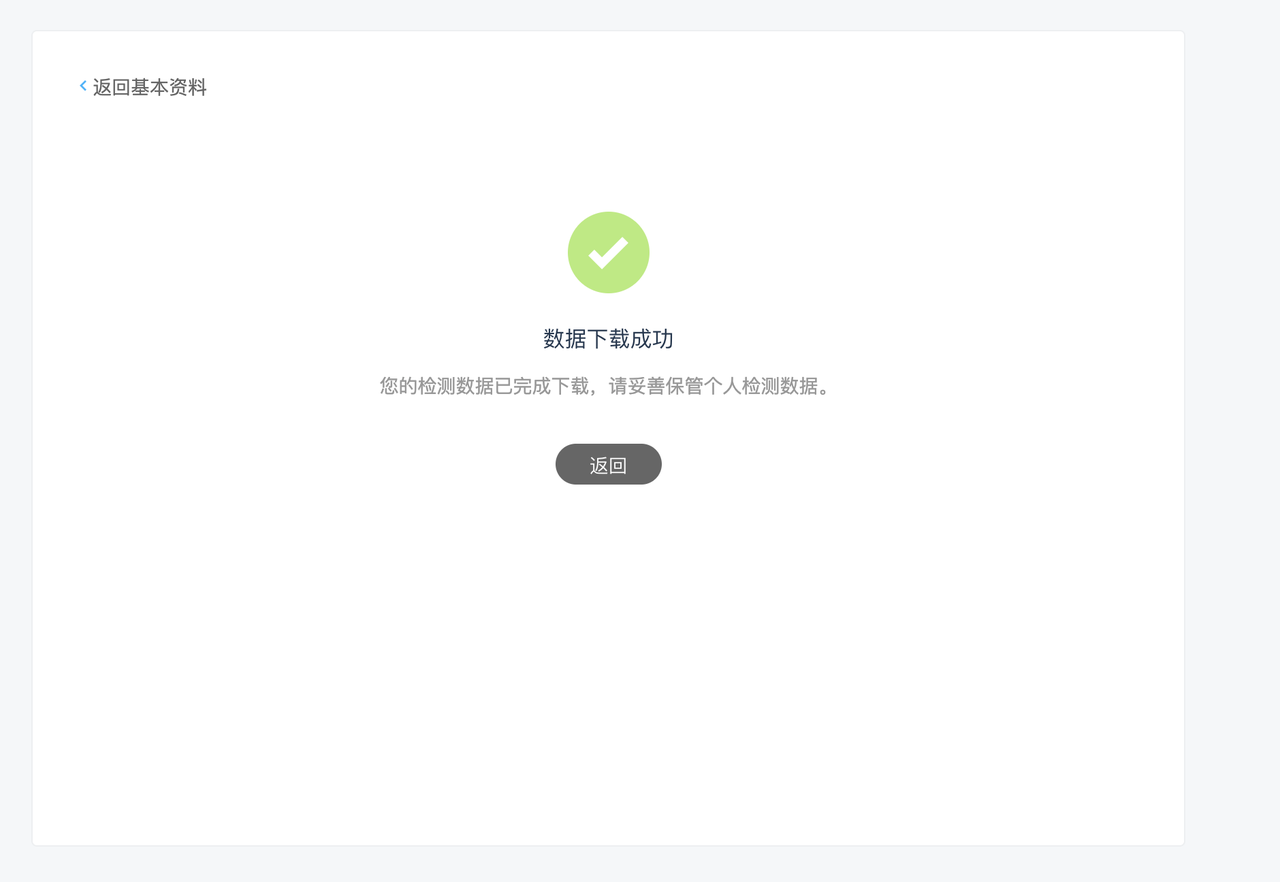 返回基本资料
数据下载成功
您的检测数据已完成下载，请妥善保管个人检测数据。
返回